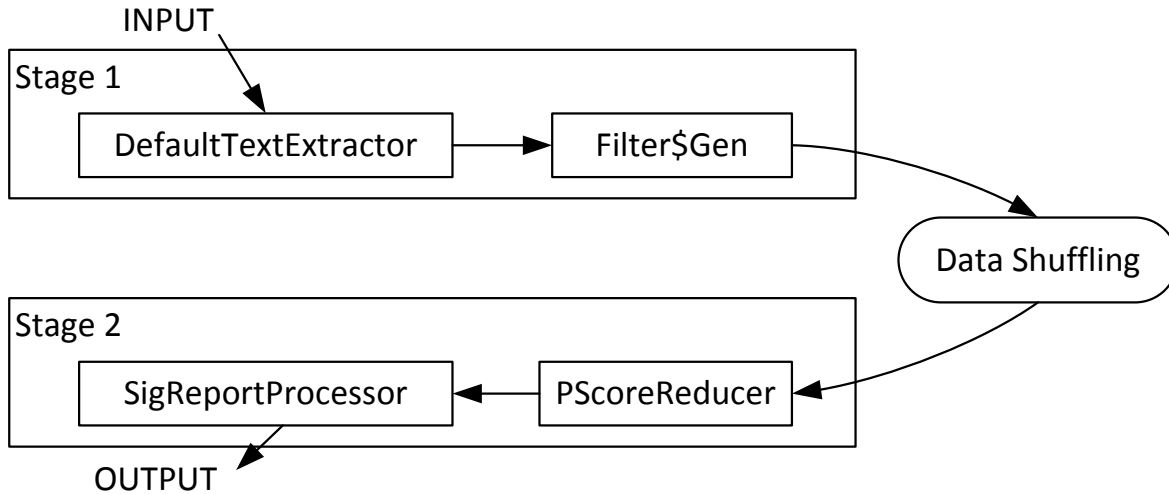 INPUT
Stage 1
DefaultTextExtractor
Filter$Gen
Data Shuffling
Stage 2
SigReportProcessor
PScoreReducer
OUTPUT